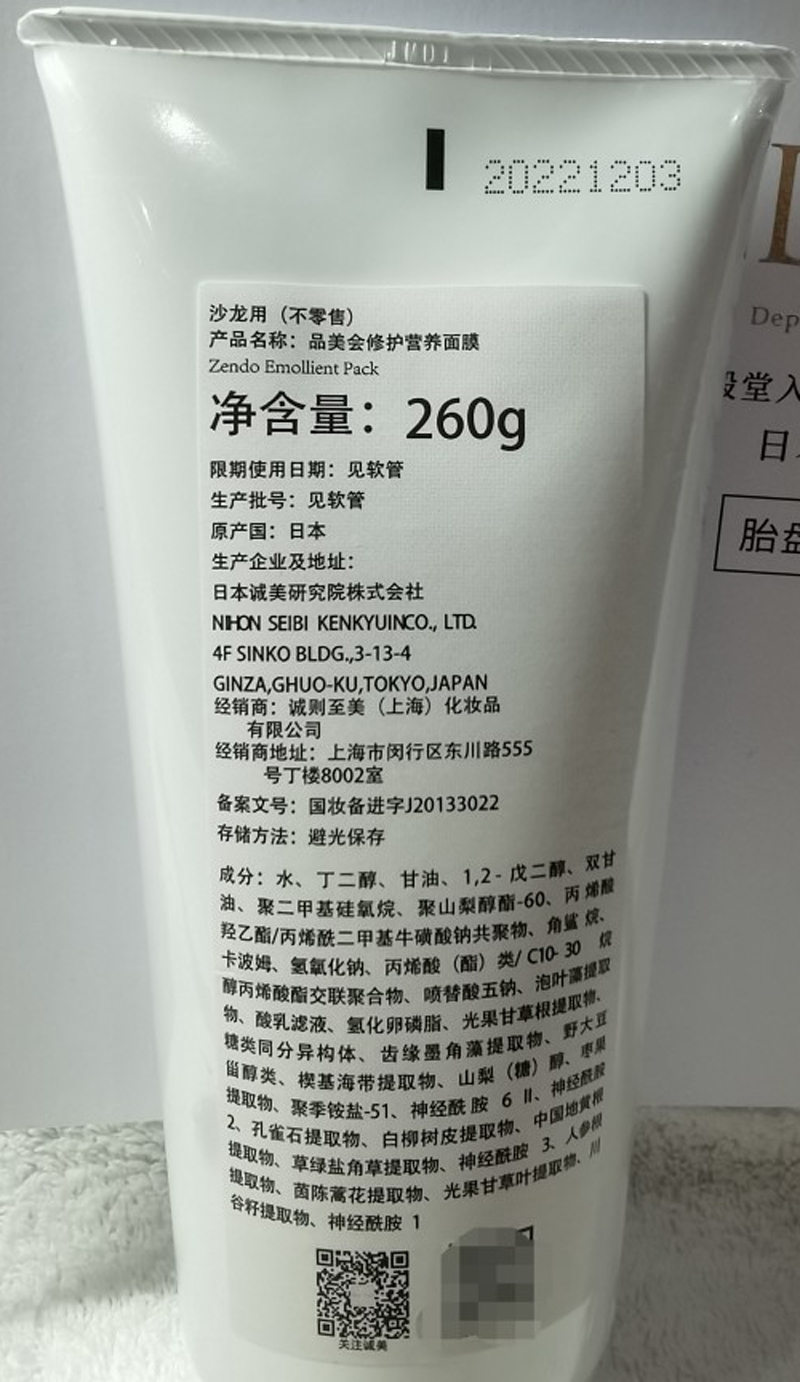 20221203
沙龙用（不零售）
产品名称：品美会修护营养面膜
Zendo Emollient Pack
净含量：260g
限期使用日期：见软管
生产批号：见软管
原产国：日本
生产企业及地址：
日本诚美研究院株式会社
NIHON SEIBI KENKYUINCO., LTD.
4F SINKO BLDG.,3-13-4
GINZA,GHUO-KU,TOKYO,JAPAN
经销商：诚则至美（上海）化妆品
有限公司
经销商地址：上海市闵行区东川路555
号丁楼8002室
备案文号：国妆备进字J20133022
存储方法：避光保存
成分：水、丁二醇、甘油、1,2-戊二醇、双甘
油、聚二甲基硅氧烷、聚山梨醇酯-60、丙烯酸
羟乙酯/丙烯酰二甲基牛磺酸钠共聚物、角鲨烷、
卡波姆、氢氧化钠、丙烯酸（酯）类/C10-30 烷
醇丙烯酸酯交联聚合物、喷替酸五钠、泡叶藻提取
物、酸乳滤液、氢化卵磷脂、光果甘草根提取物、
糖类同分异构体、齿缘墨角藻提取物、野大豆
甾醇类、楔基海带提取物、山梨（糖）醇、枣果
提取物、聚季铵盐-51、神经酰胺 6 II、神经酰胺
2、孔雀石提取物、白柳树皮提取物、中国地黄根
提取物、草绿盐角草提取物、神经酰胺 3、人参根
提取物、茵陈蒿花提取物、光果甘草叶提取物、川
谷籽提取物、神经酰胺 1
关注诚美
Dep
殿堂入
日
胎盘